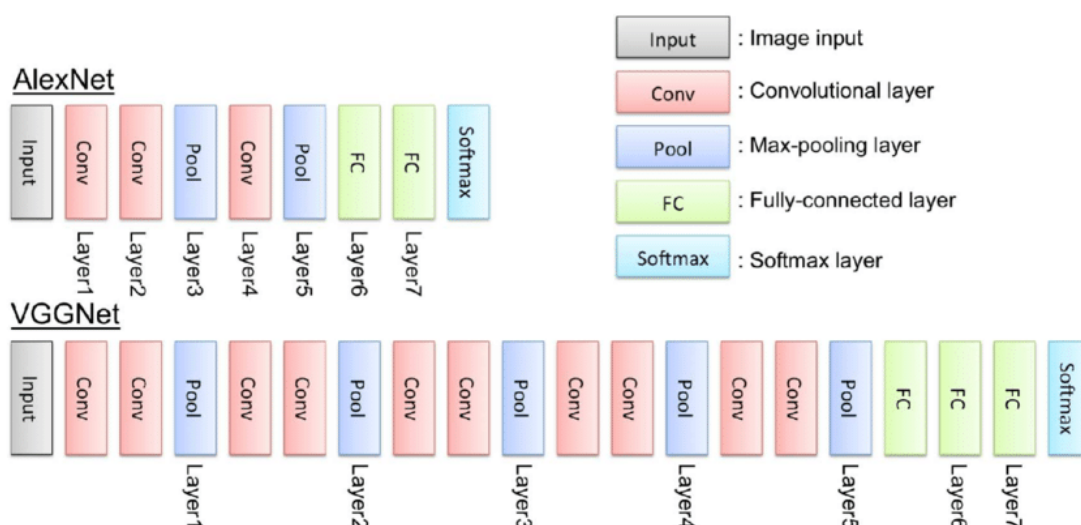 Input : Image input
Conv : Convolutional layer
Pool : Max-pooling layer
FC : Fully-connected layer
Softmax : Softmax layer
AlexNet
Input Conv Conv Pool Conv Pool FC FC Softmax
Layer1 Layer2 Layer3 Layer4 Layer5 Layer6 Layer7
VGGNet
Input Conv Conv Pool Conv Conv Pool Conv Conv Pool Conv Conv Pool Conv Conv Pool FC FC FC Softmax
Layer1 Layer2 Layer3 Layer4 Layer5 Layer6 Layer7